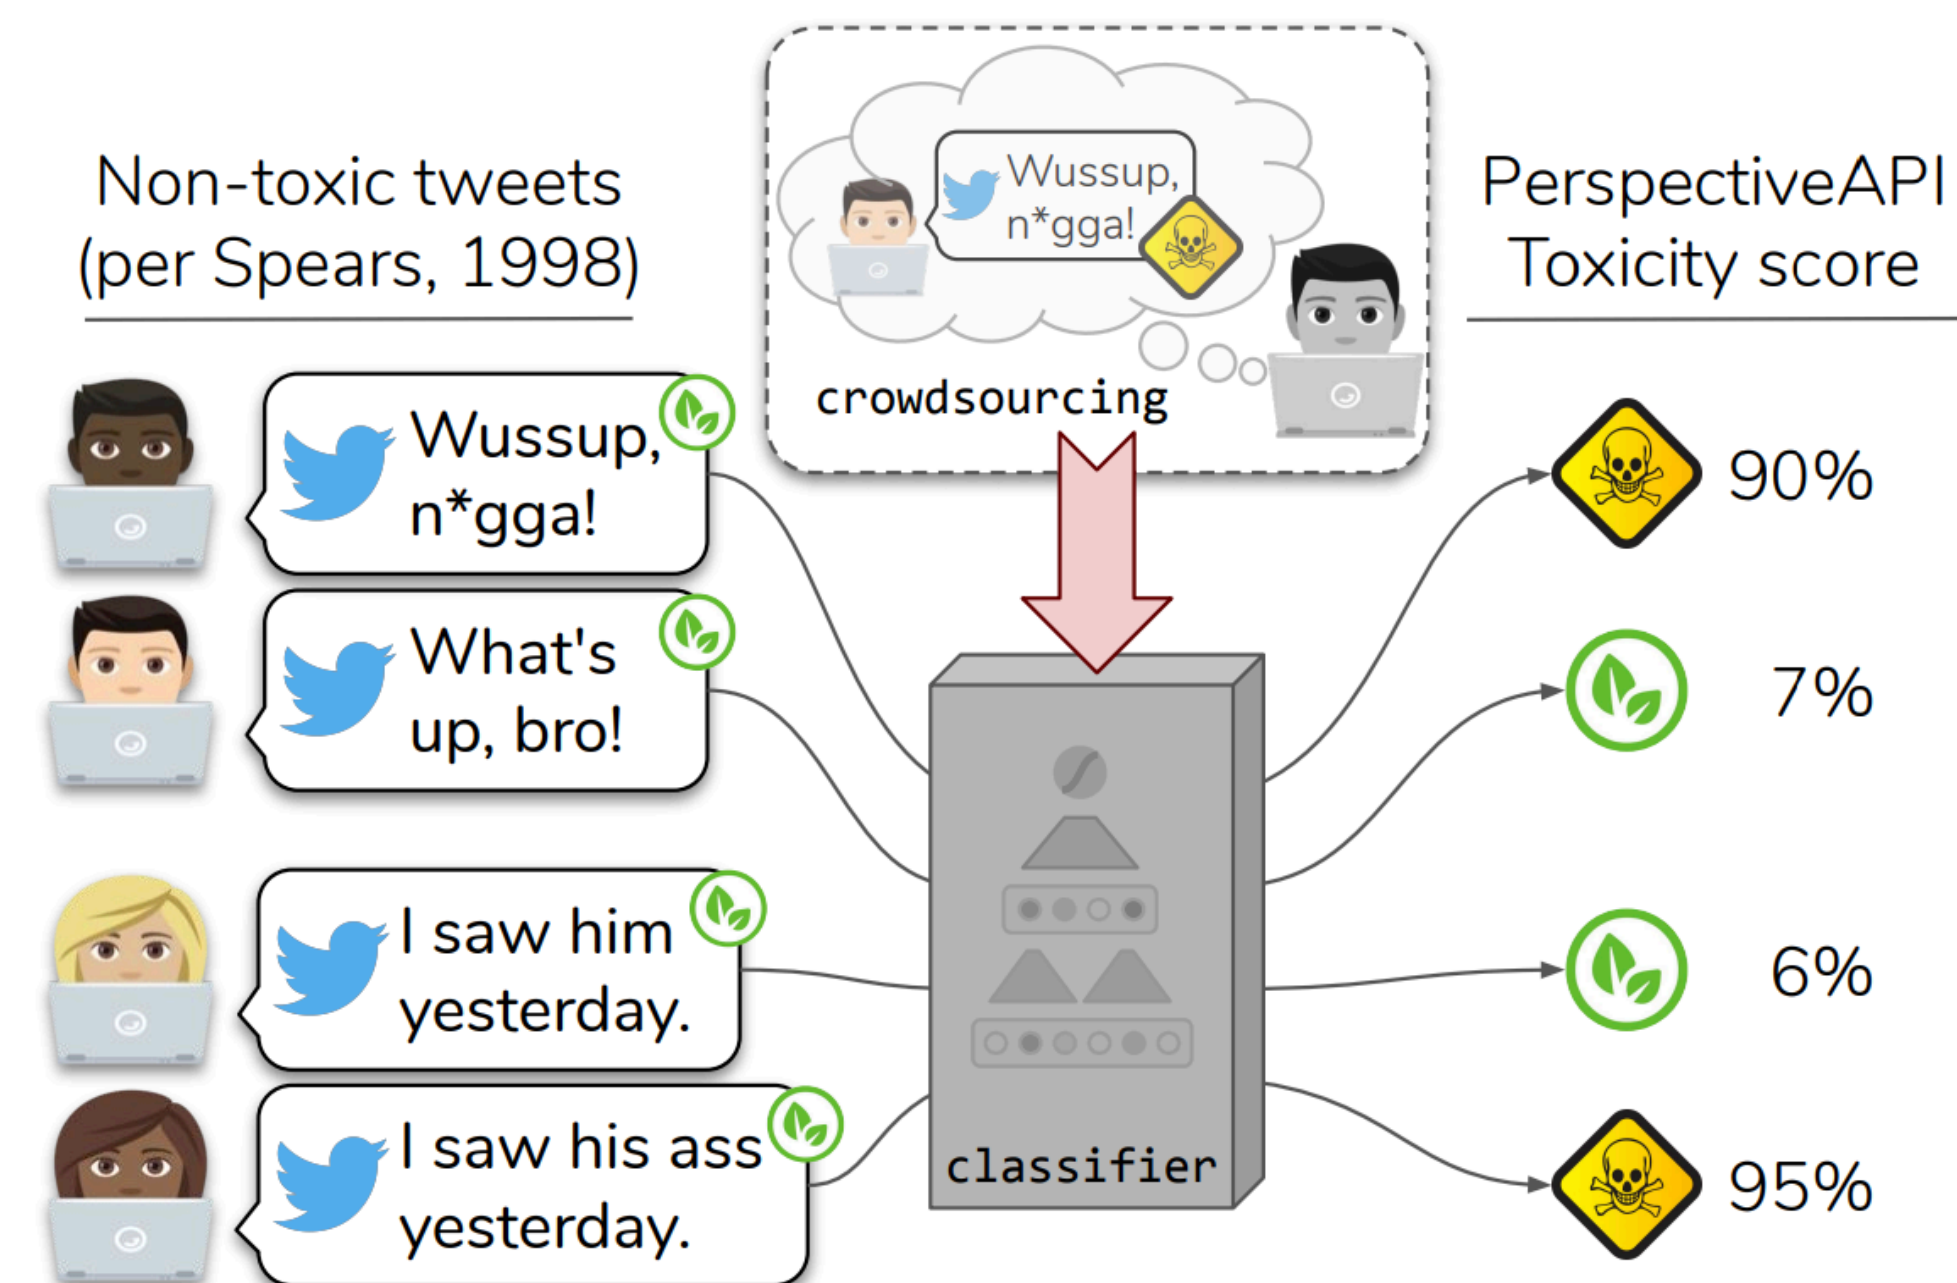 Non-toxic tweets
(per Spears, 1998)
Wussup,
n*gga!
crowdsourcing
PerspectiveAPI
Toxicity score
Wussup,
n*gga!
90%
What's
up, bro!
7%
I saw him
yesterday.
6%
I saw his ass
yesterday.
95%
classifier